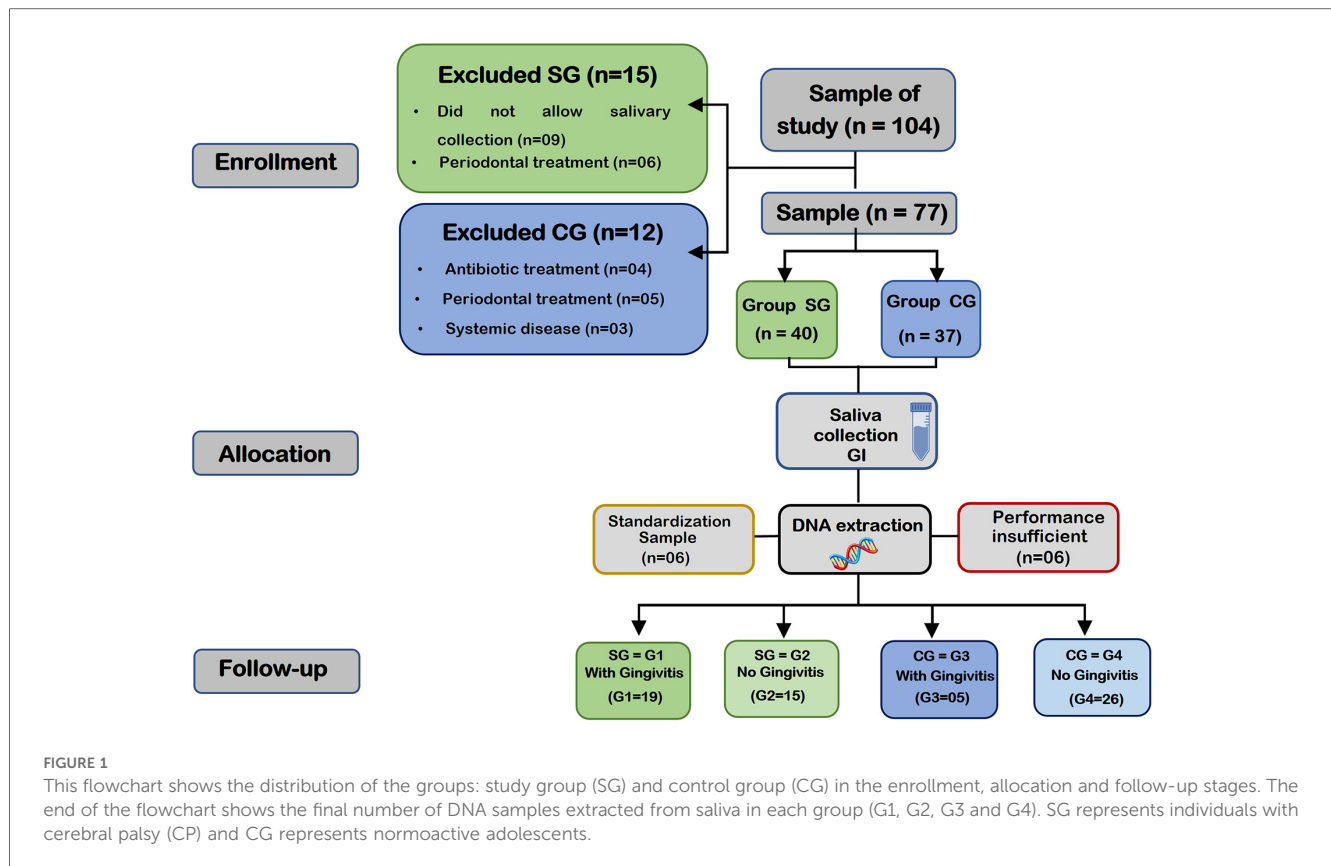 Excluded SG (n=15)
• Did not allow salivary
collection (n=09)
• Periodontal treatment (n=06)
Sample of
study (n = 104)
Enrollment
Excluded CG (n=12)
• Antibiotic treatment (n=04)
• Periodontal treatment (n=05)
• Systemic disease (n=03)
Sample (n = 77)
Group SG
(n = 40)
Group CG
(n = 37)
Allocation
Saliva
collection
GI
Standardization
Sample
(n=06)
DNA extraction
Performance
insufficient
(n=06)
Follow-up
SG = G1
With Gingivitis
(G1=19)
SG = G2
No Gingivitis
(G2=15)
CG = G3
With Gingivitis
(G3=05)
CG = G4
No Gingivitis
(G4=26)
FIGURE 1
This flowchart shows the distribution of the groups: study group (SG) and control group (CG) in the enrollment, allocation and follow-up stages. The
end of the flowchart shows the final number of DNA samples extracted from saliva in each group (G1, G2, G3 and G4). SG represents individuals with
cerebral palsy (CP) and CG represents normoactive adolescents.